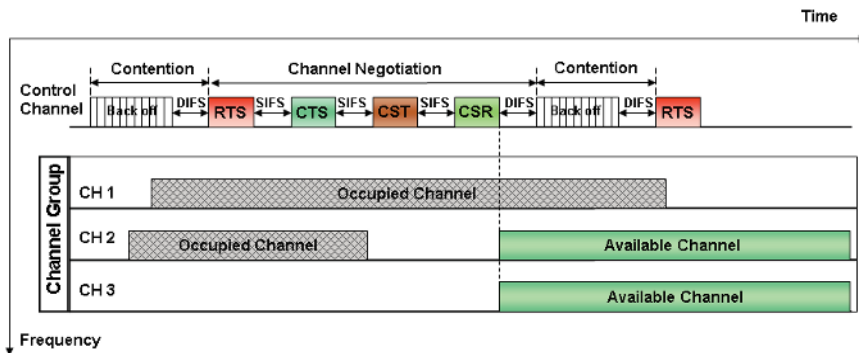 Time
Contention
Channel Negotiation
Contention
Control
Channel
Back off
DIFS
RTS
SIFS
CTS
SIFS
CST
SIFS
CSR
DIFS
Back off
DIFS
RTS
Channel Group
CH 1
Occupied Channel
CH 2
Occupied Channel
Available Channel
CH 3
Available Channel
Frequency